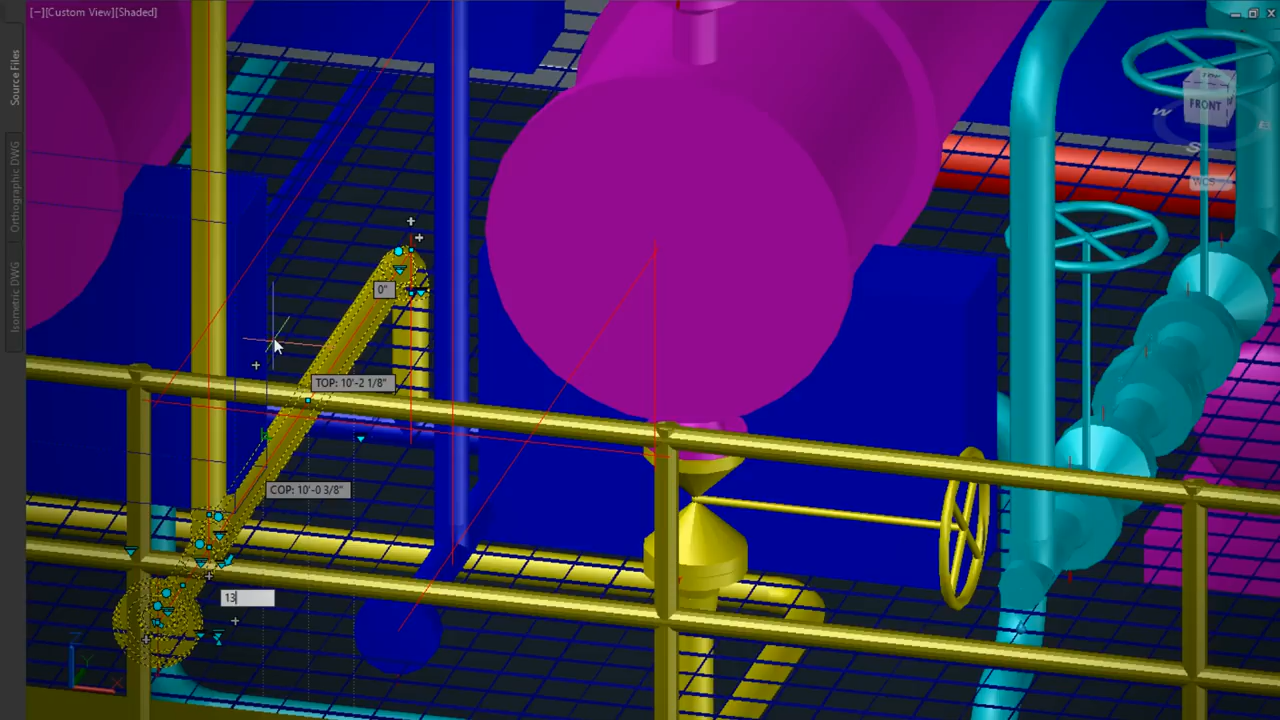 [−][Custom View][Shaded]
Source Files
Orthographic DWG
Isometric DWG
TOP
FRONT
W
S
WCS
0"
TOP: 10'-2 1/8"
COP: 10'-0 3/8"
13
Z
Y
X